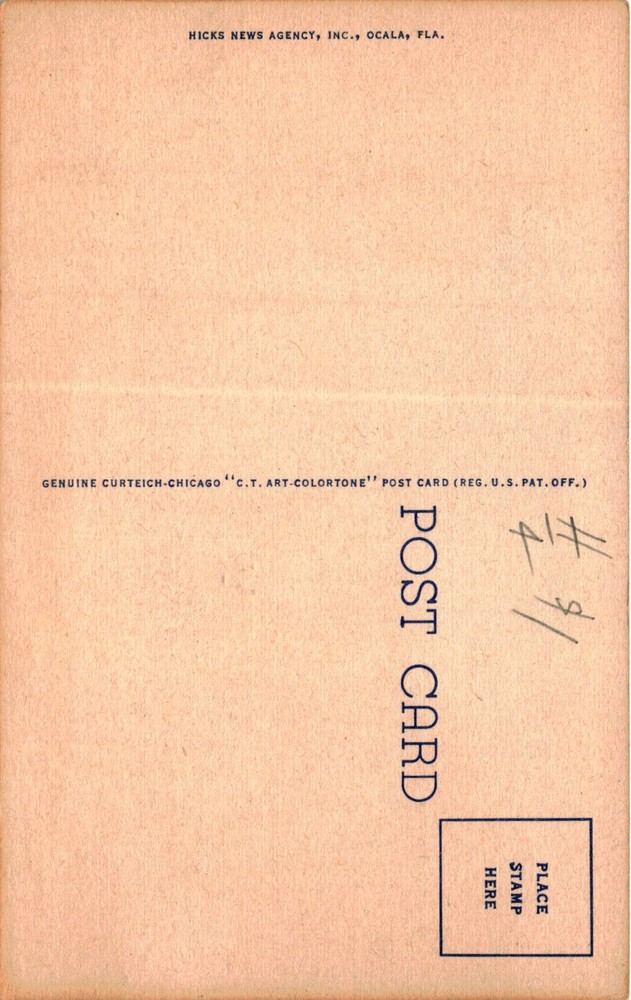 HICKS NEWS AGENCY, INC., OCALA, FLA.
GENUINE CURTEICH-CHICAGO “C.T. ART-COLORTONE” POST CARD (REG. U.S. PAT. OFF.)
POST CARD
PLACE
STAMP
HERE